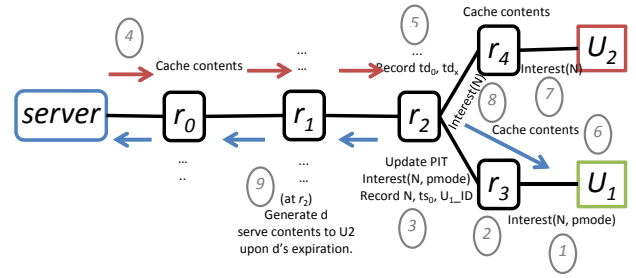 4
Cache contents
...
...
5
...
Record td0, tdx
Cache contents
r4
U2
Interest(N)
Interest(N)
8
7
server
r0
r1
r2
Cache contents
6
...
..
...
...
9
(at r2)
Generate d
serve contents to U2
upon d's expiration.
Update PIT
Interest(N, pmode)
Record N, ts0, U1_ID
3
r3
U1
2
Interest(N, pmode)
1